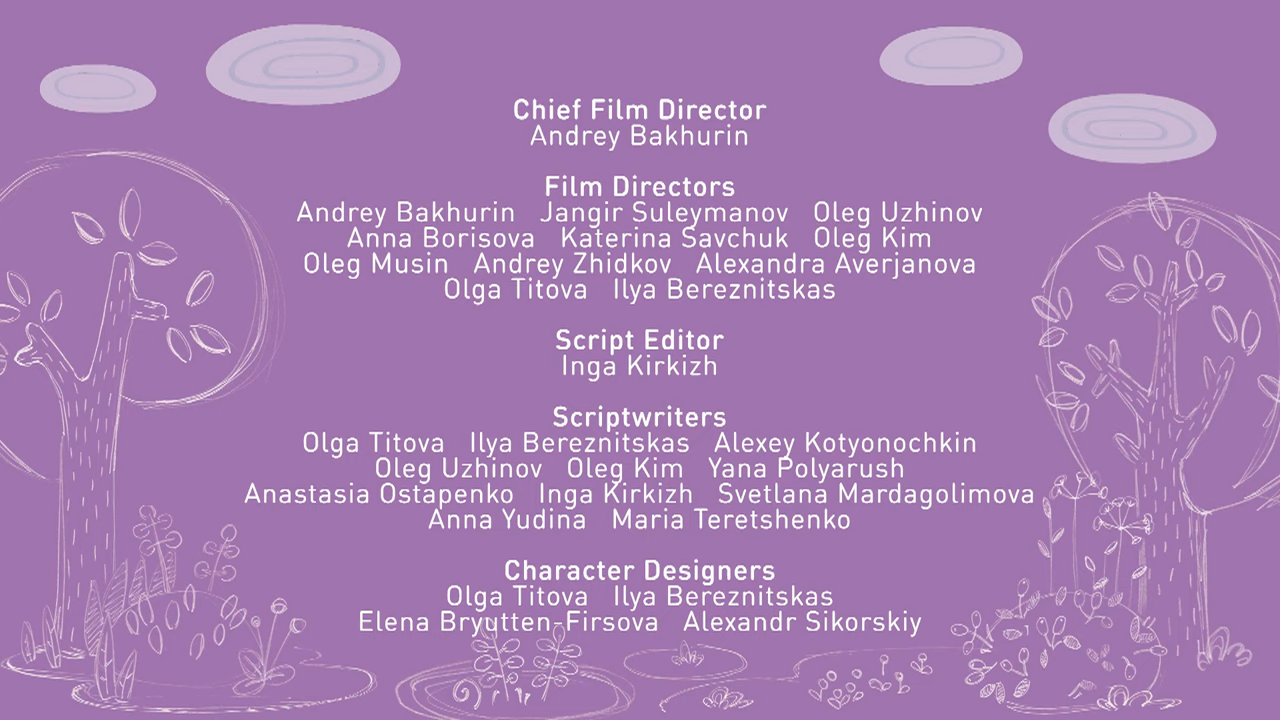 Chief Film Director
Andrey Bakhurin
Film Directors
Andrey Bakhurin Jangir Suleymanov Oleg Uzhinov
Anna Borisova Katerina Savchuk Oleg Kim
Oleg Musin Andrey Zhidkov Alexandra Averjanova
Olga Titova Ilya Bereznitskas
Script Editor
Inga Kirkizh
Scriptwriters
Olga Titova Ilya Bereznitskas Alexey Kotyonochkin
Oleg Uzhinov Oleg Kim Yana Polyarush
Anastasia Ostapenko Inga Kirkizh Svetlana Mardagolimova
Anna Yudina Maria Teretshenko
Character Designers
Olga Titova Ilya Bereznitskas
Elena Bryutten-Firsova Alexandr Sikorskiy